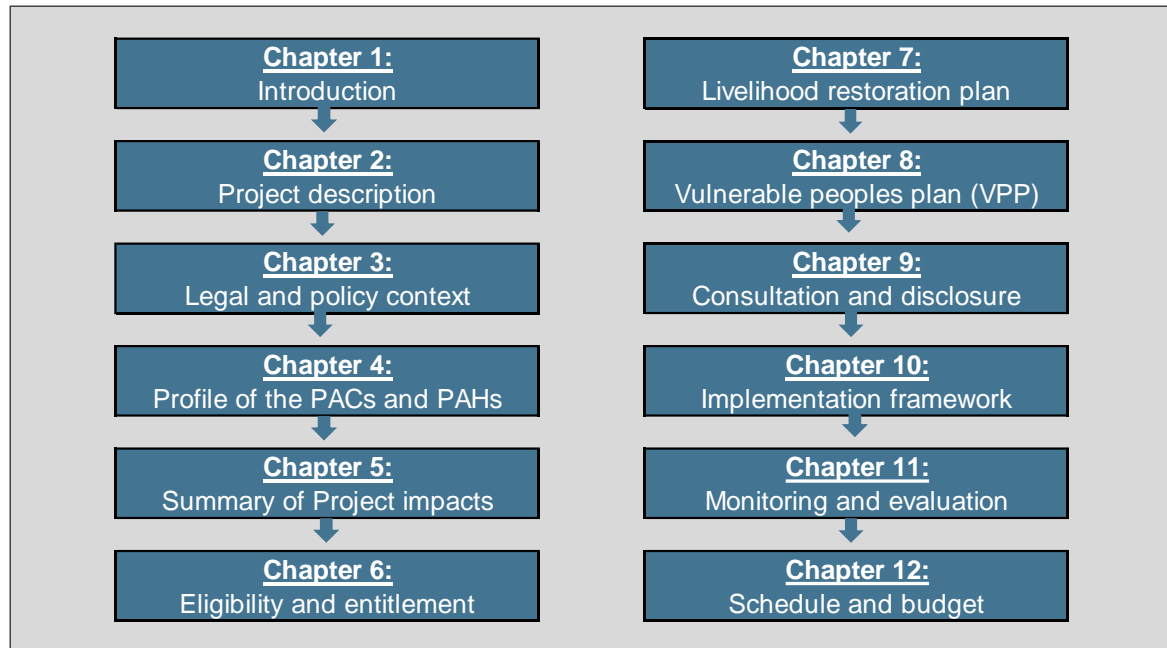 Chapter 1:
Introduction
Chapter 2:
Project description
Chapter 3:
Legal and policy context
Chapter 4:
Profile of the PACs and PAHs
Chapter 5:
Summary of Project impacts
Chapter 6:
Eligibility and entitlement
Chapter 7:
Livelihood restoration plan
Chapter 8:
Vulnerable peoples plan (VPP)
Chapter 9:
Consultation and disclosure
Chapter 10:
Implementation framework
Chapter 11:
Monitoring and evaluation
Chapter 12:
Schedule and budget